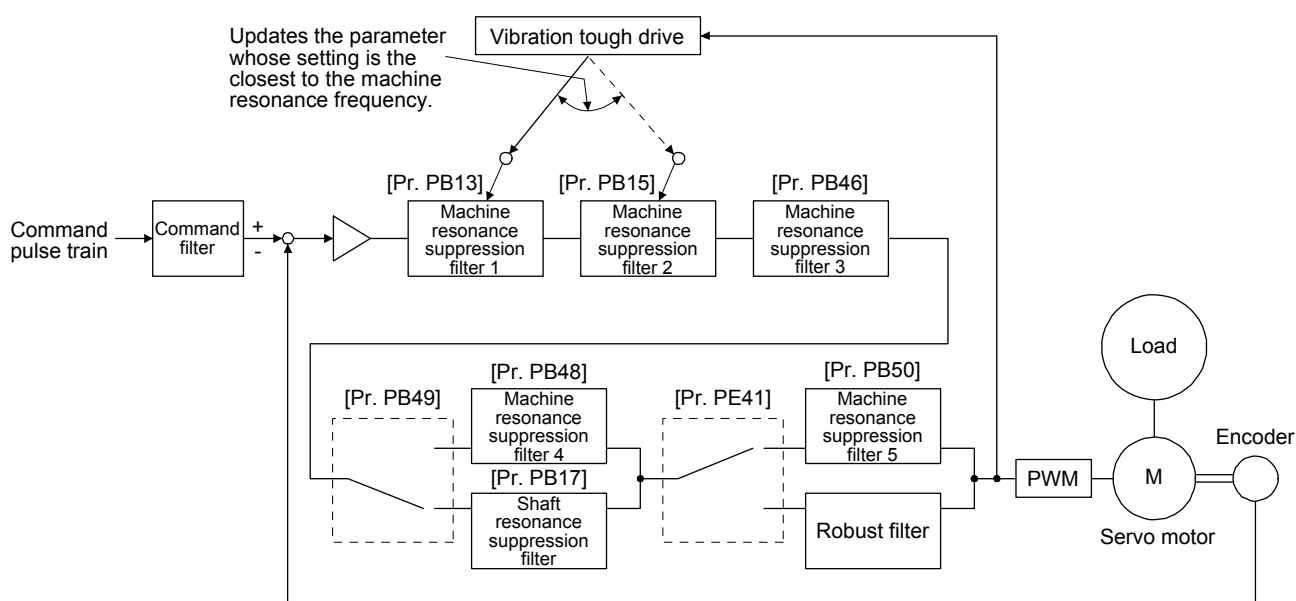 Updates the parameter
whose setting is the
closest to the machine
resonance frequency.
Vibration tough drive
[Pr. PB13]
[Pr. PB15]
[Pr. PB46]
Command
pulse train
Command
filter
+
-
Machine
resonance
suppression
filter 1
Machine
resonance
suppression
filter 2
Machine
resonance
suppression
filter 3
Load
[Pr. PB49]
[Pr. PB48]
Machine
resonance
suppression
filter 4
[Pr. PB17]
Shaft
resonance
suppression
filter
[Pr. PE41]
[Pr. PB50]
Machine
resonance
suppression
filter 5
Robust filter
PWM
M
Servo motor
Encoder